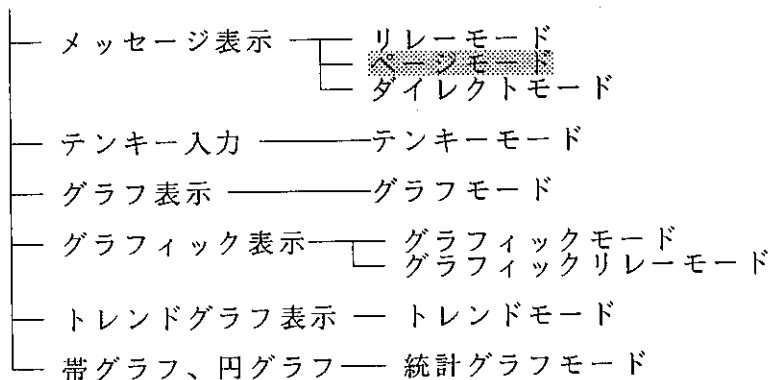 メッセージ表示 リレーモード
ページモード
ダイレクトモード
テンキー入力 テンキーモード
グラフ表示 グラフモード
グラフィック表示 グラフィックモード
グラフィックリレーモード
トレンドグラフ表示 トレンドモード
帯グラフ、円グラフ 統計グラフモード